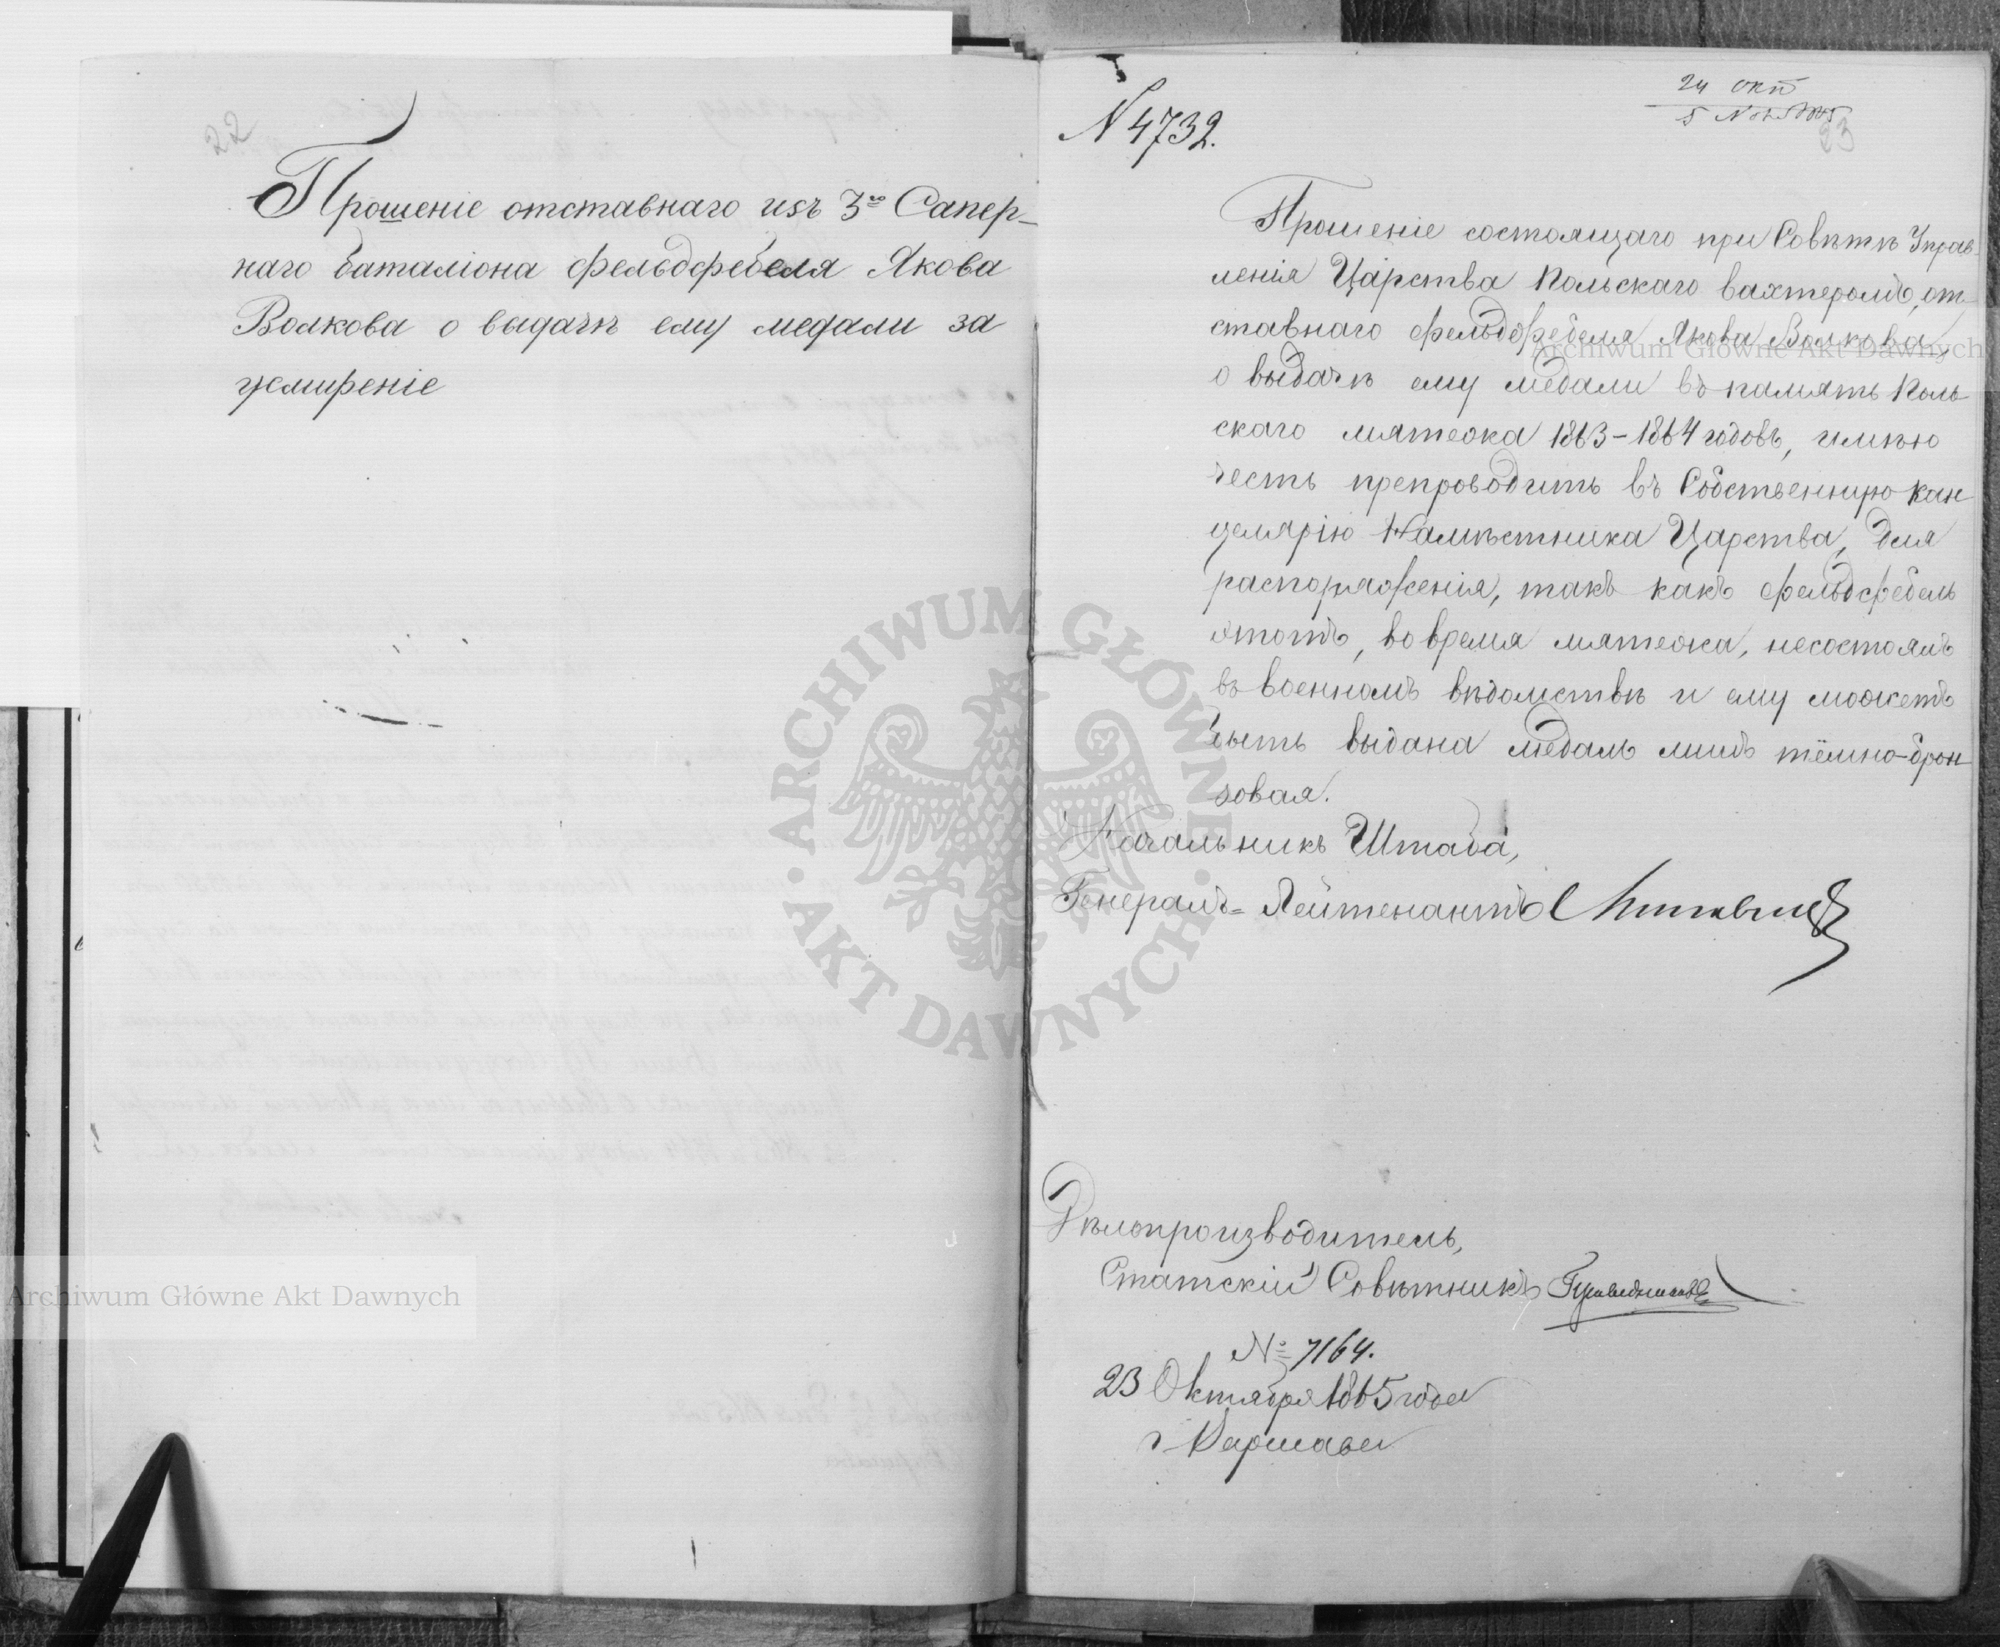 22
Прошеніе отставнаго изъ 3го Сапер-
наго баталіона фельдфебеля Якова
Волкова о выдачѣ ему медали за
усмиреніе
N 4732.
24 окт
5 Ноября
23
Прошеніе состоящаго при Совѣтѣ Управ-
ленія Царства Польскаго вахтеромъ, от-
ставнаго фельдфебеля Якова Волкова,
о выдачѣ ему медали въ память Поль-
скаго мятежа 1863-1864 годовъ, имѣю
честь препроводить въ Собственную Кан-
целярію Намѣстника Царства, для
распоряженія, такъ какъ фельдфебель
этотъ, во время мятежа, несостоялъ
въ военномъ вѣдомствѣ и ему можетъ
быть выдана медаль лишь тёмно-брон-
зовая.
Начальникъ Штаба,
Генералъ-Лейтенантъ
Дѣлопроизводитель,
Статскій Совѣтникъ
№ 7164.
23 Октября 1865 года
г. Варшава
Archiwum Główne Akt Dawnych
Archiwum Główne Akt Dawnych
ARCHIWUM GŁÓWNE AKT DAWNYCH